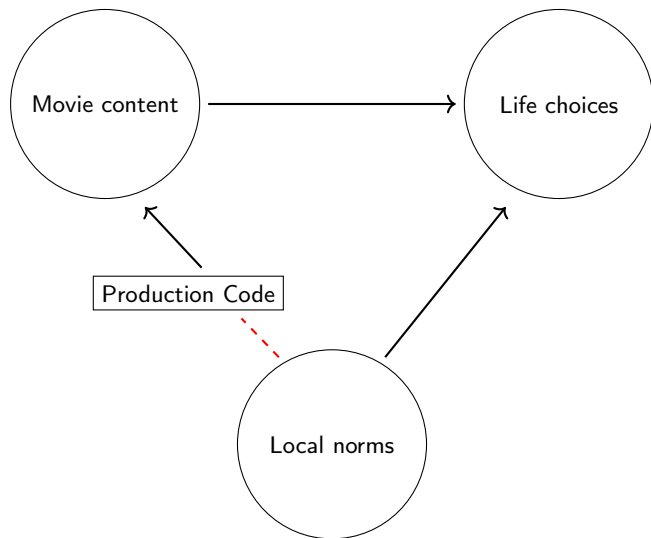 Movie content
Life choices
Production Code
Local norms